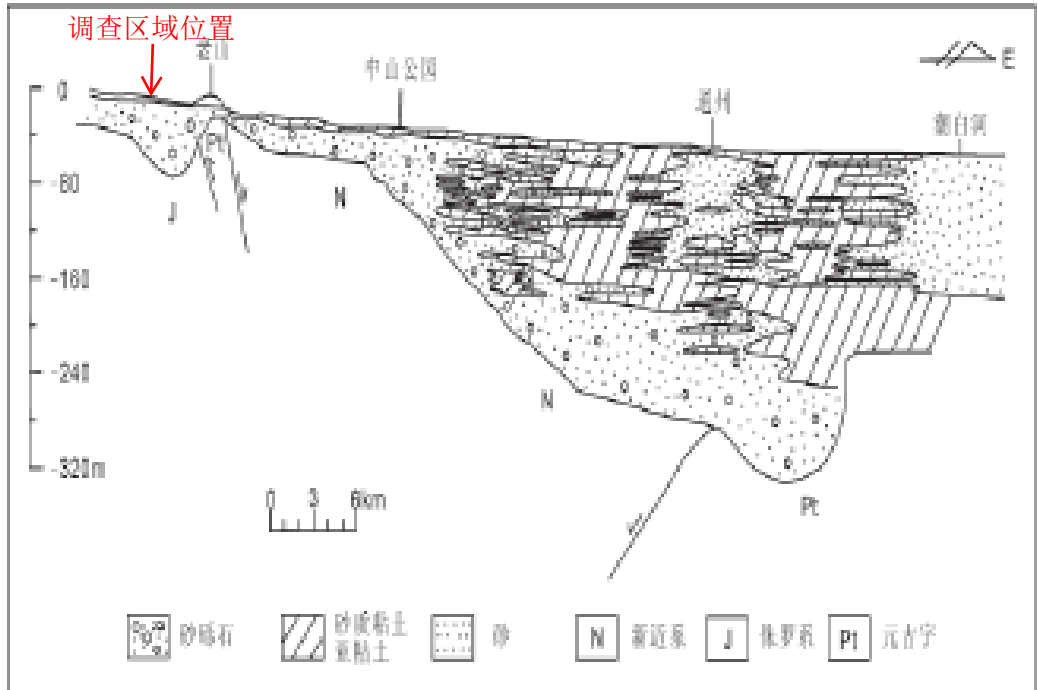 调查区域位置
老山
中山公园
通州
潮白河
E
0
-80
-160
-240
-320m
Pt
J
N
N
Pt
0 3 6km
砂砾石
砂质粘土
亚粘土
砂
N 新近系
J 侏罗系
Pt 元古宇